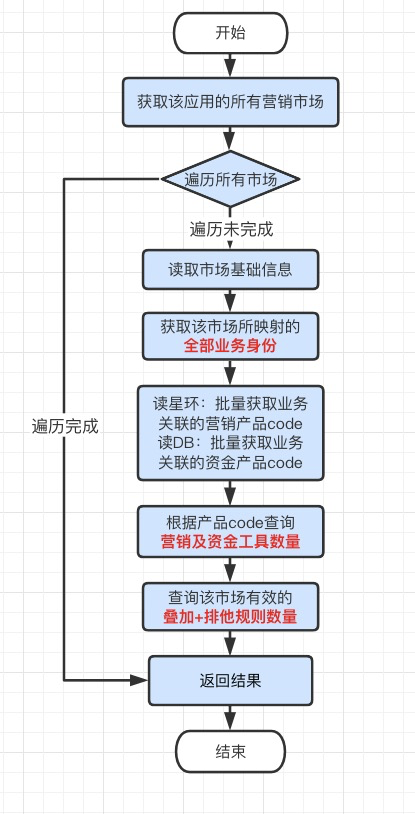 开始
获取该应用的所有营销市场
遍历所有市场
遍历未完成
读取市场基础信息
获取该市场所映射的
全部业务身份
读星环：批量获取业务
关联的营销产品code
读DB：批量获取业务
关联的资金产品code
遍历完成
根据产品code查询
营销及资金工具数量
查询该市场有效的
叠加+排他规则数量
返回结果
结束